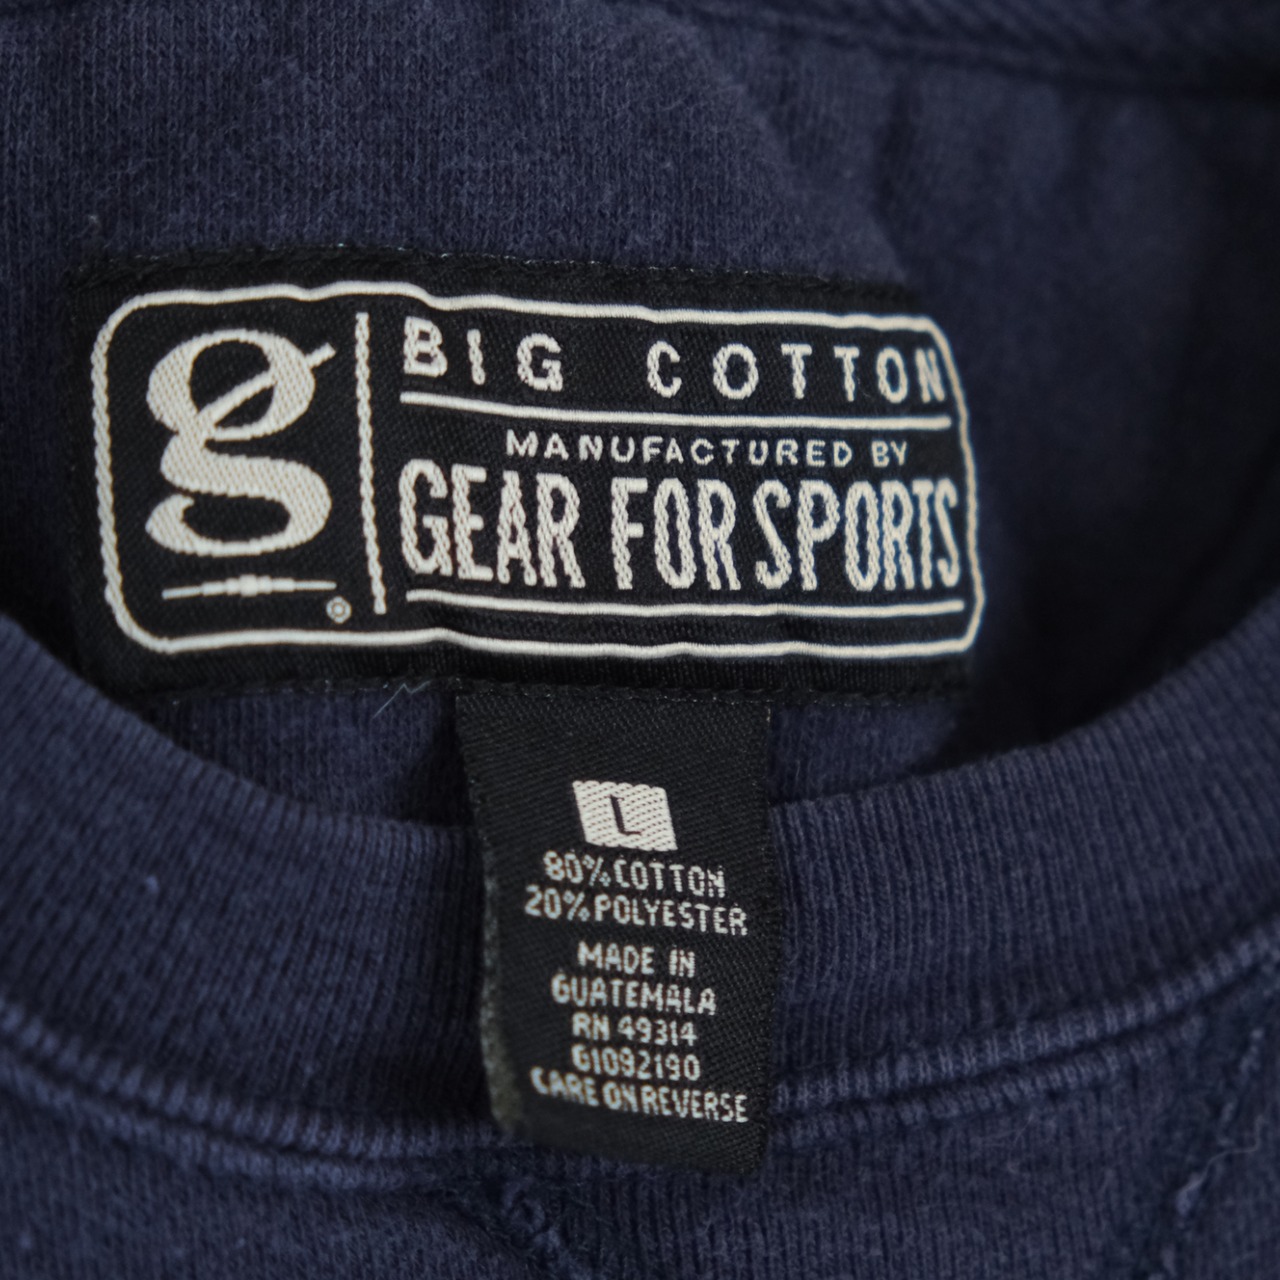 g
®
BIG COTTON
MANUFACTURED BY
GEAR FOR SPORTS
L
80% COTTON
20% POLYESTER
MADE IN
GUATEMALA
RN 49314
G1092190
CARE ON REVERSE